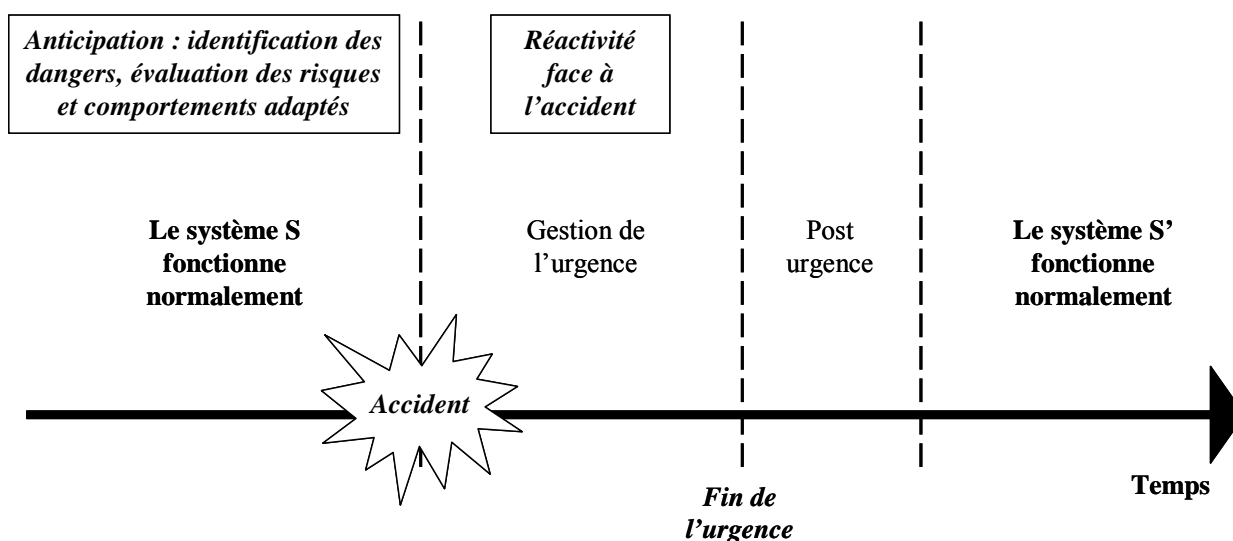 Anticipation : identification des
dangers, évaluation des risques
et comportements adaptés
Réactivité
face à
l’accident
Le système S
fonctionne
normalement
Gestion de
l’urgence
Post
urgence
Le système S’
fonctionne
normalement
Accident
Temps
Fin de
l’urgence